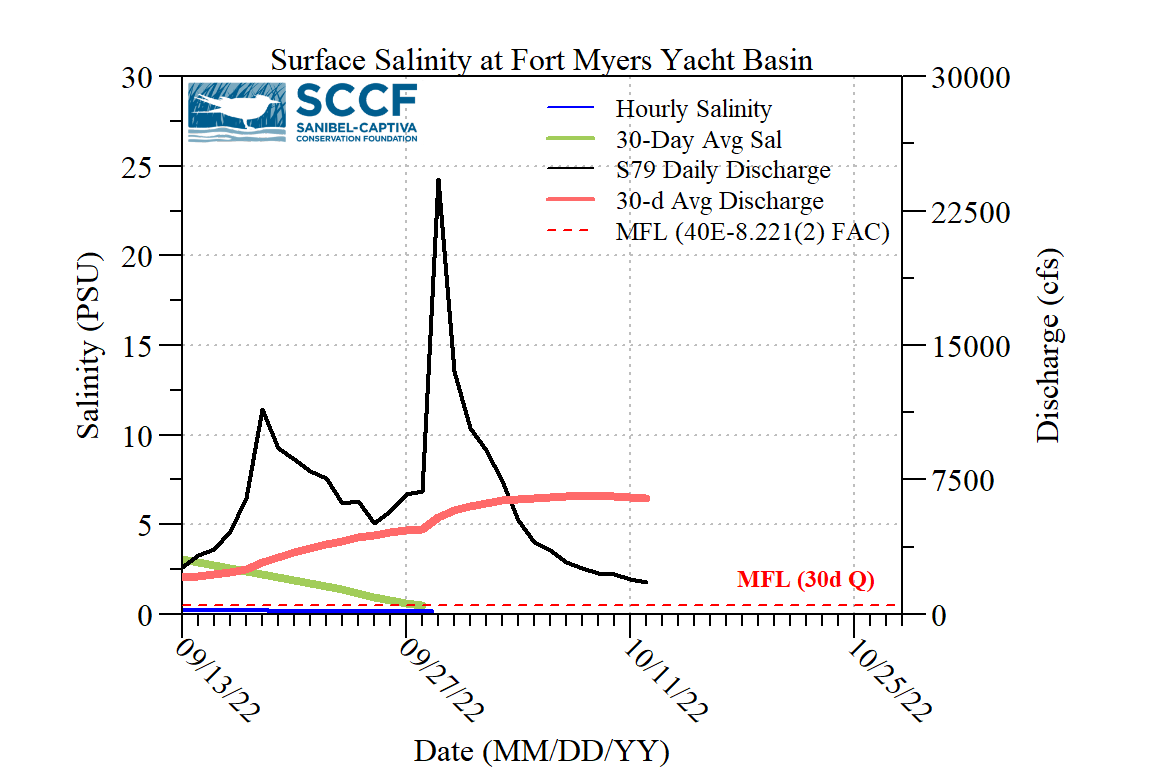 Surface Salinity at Fort Myers Yacht Basin
SCCF
SANIBEL-CAPTIVA
CONSERVATION FOUNDATION
Hourly Salinity
30-Day Avg Sal
S79 Daily Discharge
30-d Avg Discharge
MFL (40E-8.221(2) FAC)
Salinity (PSU)
30
25
20
15
10
5
0
30000
22500
15000
7500
0
Discharge (cfs)
MFL (30d Q)
09/13/22
09/27/22
10/11/22
10/25/22
Date (MM/DD/YY)